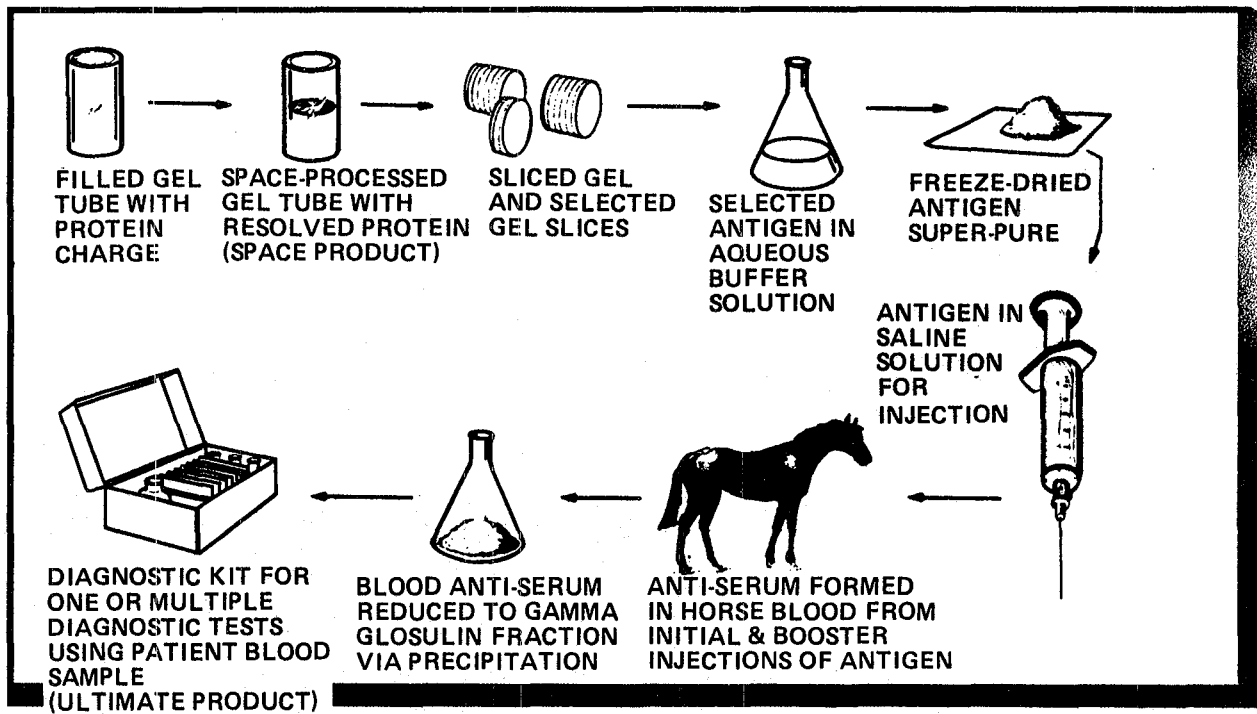 FILLED GEL
TUBE WITH
PROTEIN
CHARGE
SPACE-PROCESSED
GEL TUBE WITH
RESOLVED PROTEIN
(SPACE PRODUCT)
SLICED GEL
AND SELECTED
GEL SLICES
SELECTED
ANTIGEN IN
AQUEOUS
BUFFER
SOLUTION
FREEZE-DRIED
ANTIGEN
SUPER-PURE
ANTIGEN IN
SALINE
SOLUTION
FOR
INJECTION
ANTI-SERUM FORMED
IN HORSE BLOOD FROM
INITIAL & BOOSTER
INJECTIONS OF ANTIGEN
BLOOD ANTI-SERUM
REDUCED TO GAMMA
GLOSULIN FRACTION
VIA PRECIPITATION
DIAGNOSTIC KIT FOR
ONE OR MULTIPLE
DIAGNOSTIC TESTS
USING PATIENT BLOOD
SAMPLE
(ULTIMATE PRODUCT)